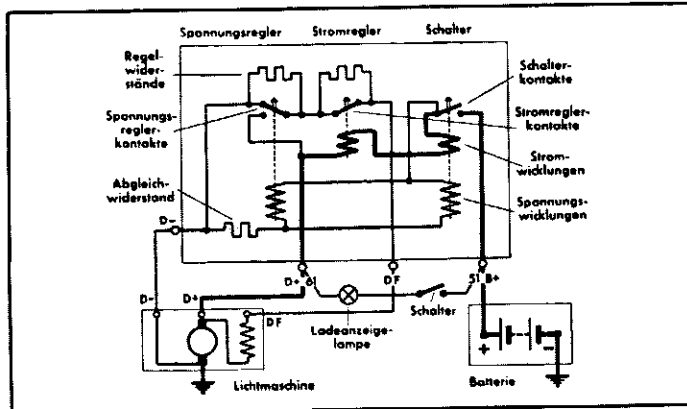 Spannungsregler Stromregler Schalter
Regel-
wider-
stände
Schalter-
kontakte
Spannungs-
regler-
kontakte
Stromregler-
kontakte
Strom-
wicklungen
Abgleich-
widerstand
Spannungs-
wicklungen
D-
D+ 61
DF
51 B+
D-
D+
DF
Ladeanzeige-
lampe
Schalter
+
-
Lichtmaschine
Batterie